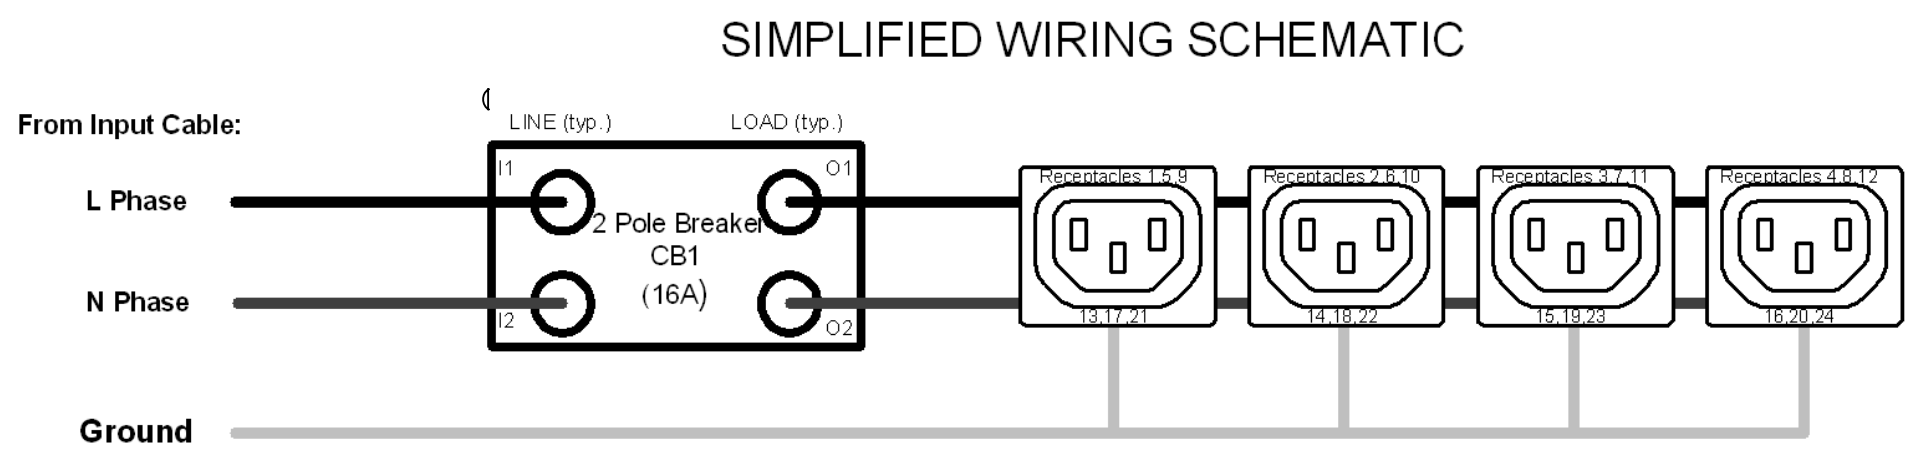 SIMPLIFIED WIRING SCHEMATIC
From Input Cable:
LINE (typ.)
LOAD (typ.)
I1
O1
L Phase
2 Pole Breaker
CB1
(16A)
N Phase
I2
O2
Receptacles 1,5,9
13,17,21
Receptacles 2,6,10
14,18,22
Receptacles 3,7,11
15,19,23
Receptacles 4,8,12
16,20,24
Ground